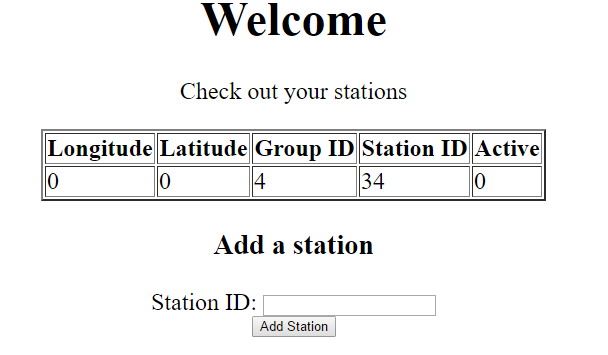 Welcome
Check out your stations
Longitude Latitude Group ID Station ID Active
0 0 4 34 0
Add a station
Station ID:
Add Station